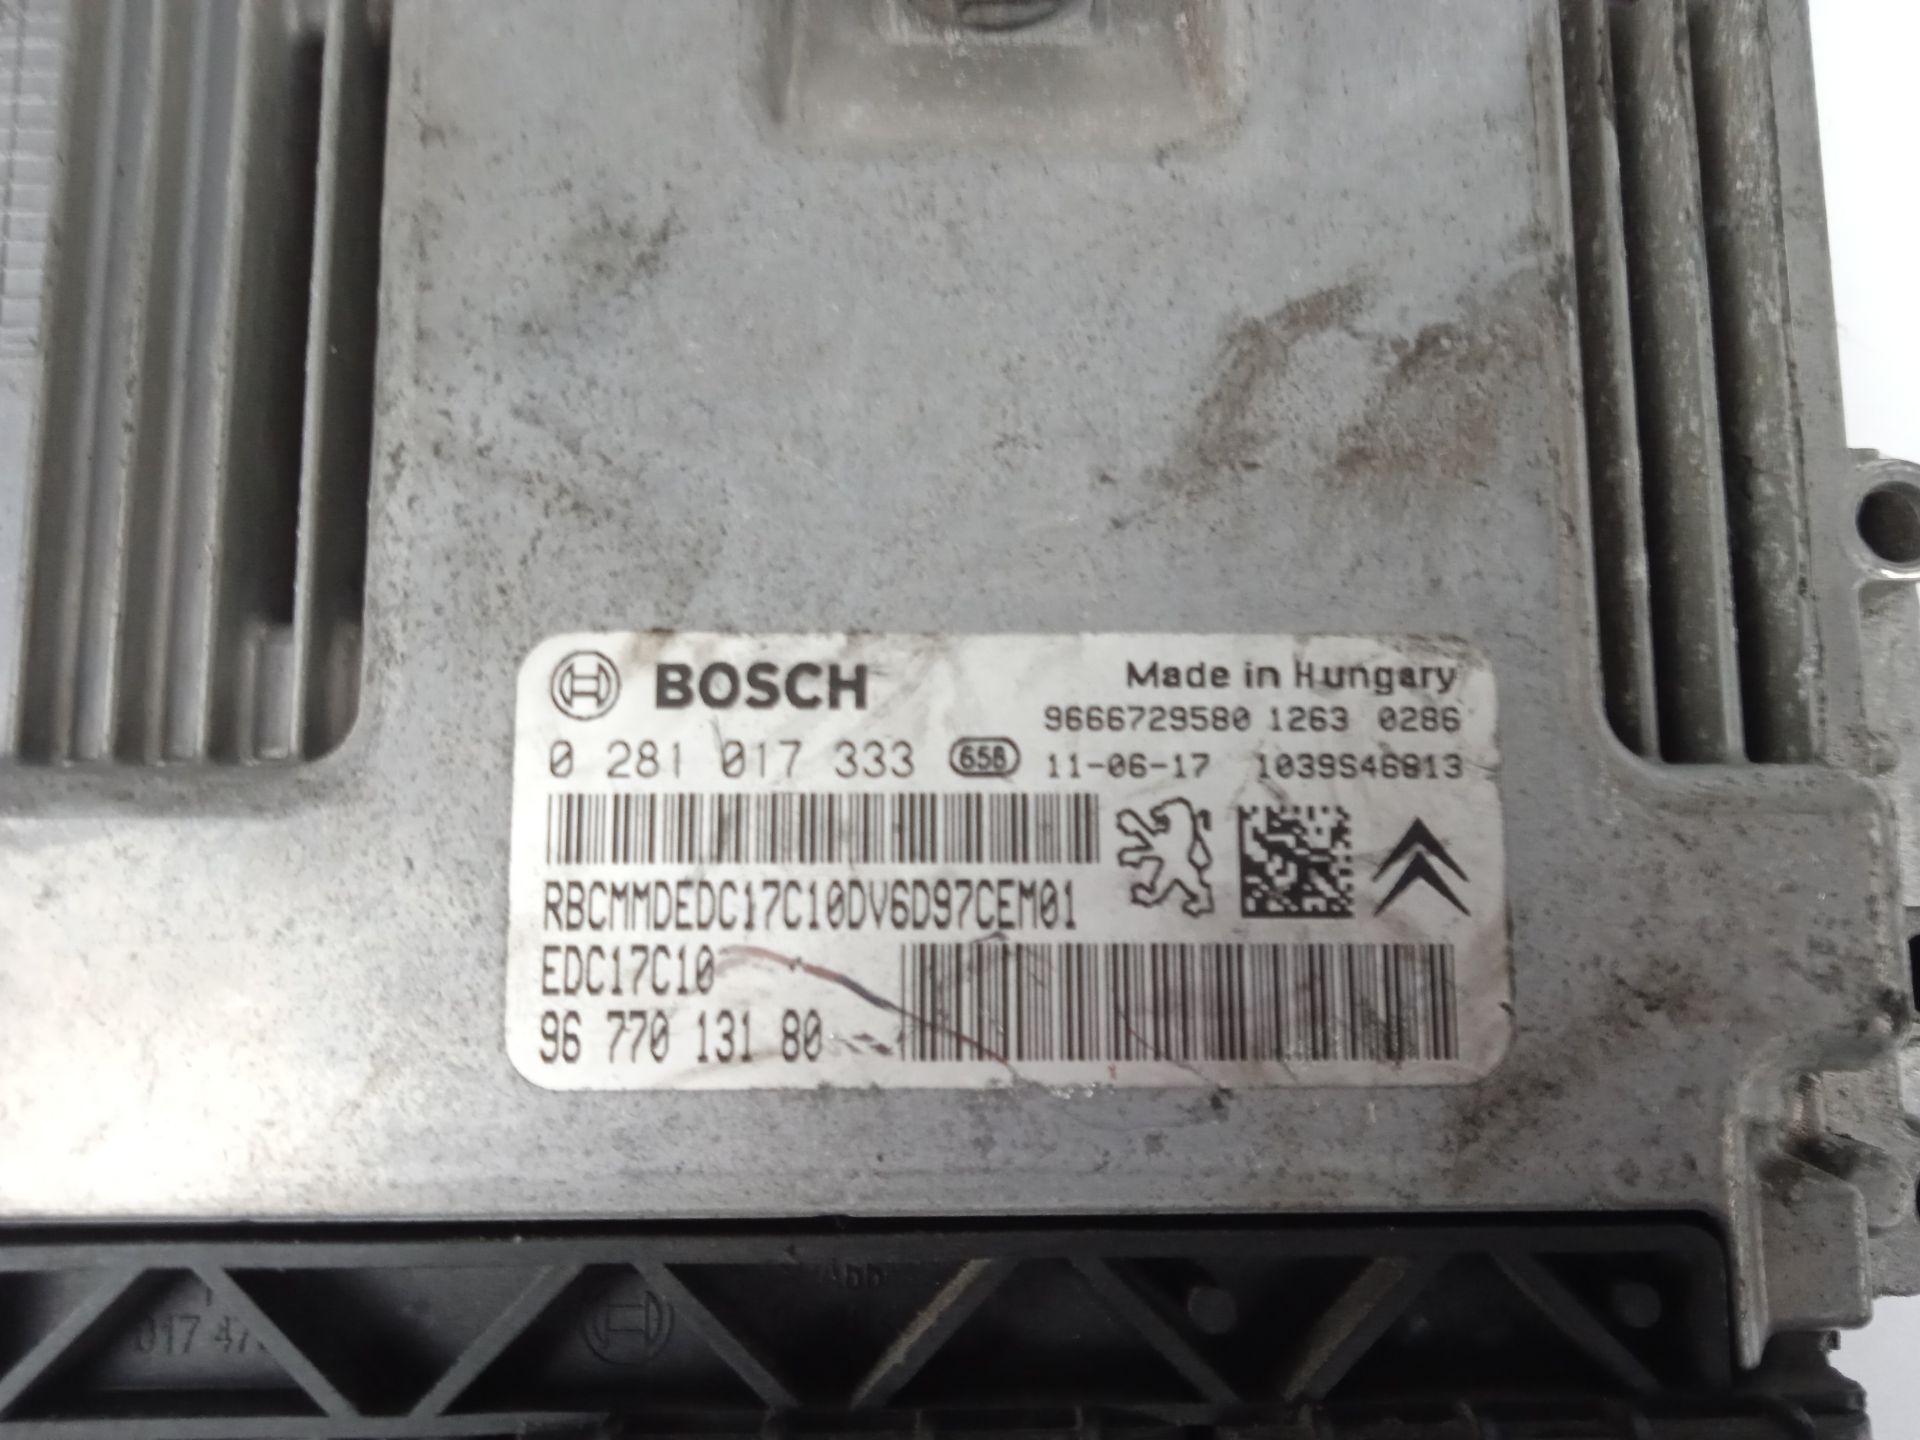 BOSCH
Made in Hungary
9666729580 1263 0286
0 281 017 333 658 11-06-17 1039S46813
RBCMMDEDC17C10DV6D97CEM01
EDC17C10
96 770 131 80